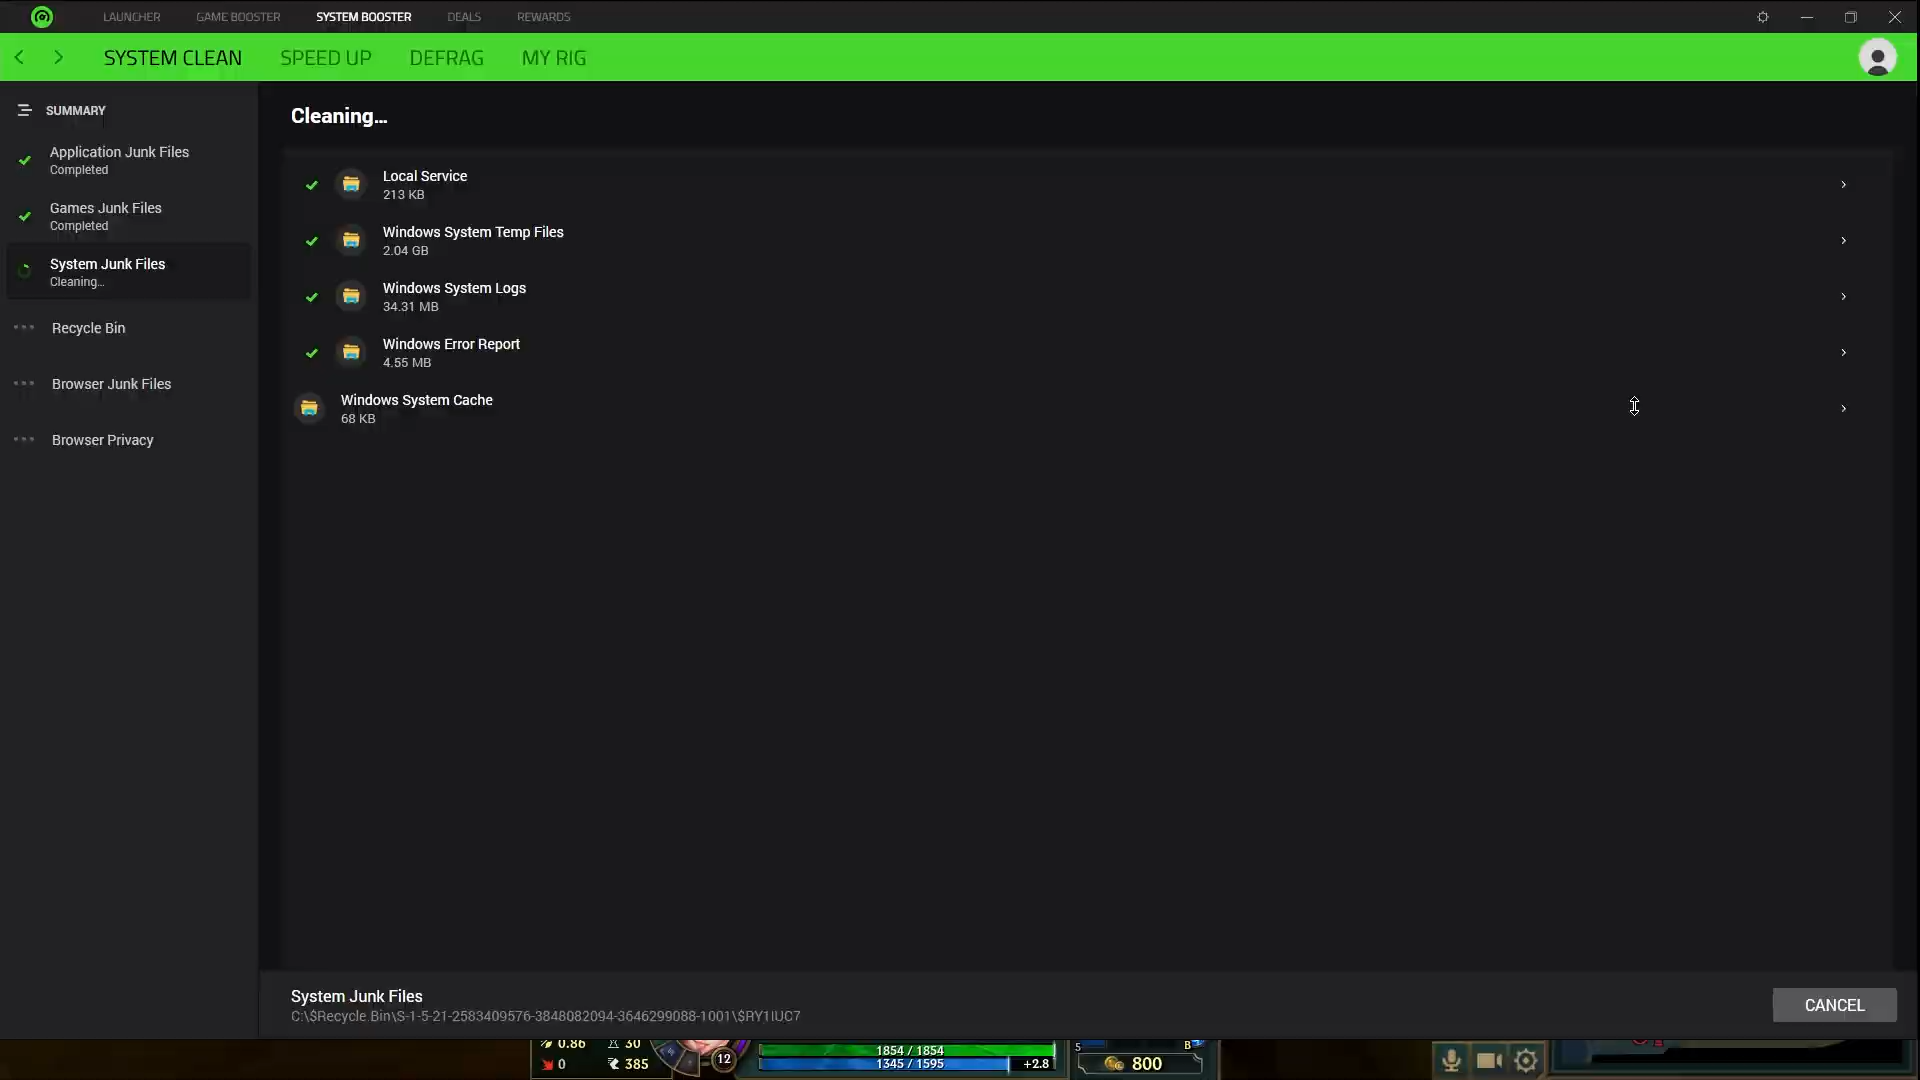 LAUNCHER GAME BOOSTER SYSTEM BOOSTER DEALS REWARDS
SYSTEM CLEAN SPEED UP DEFRAG MY RIG
SUMMARY
Application Junk Files
Completed
Games Junk Files
Completed
System Junk Files
Cleaning...
Recycle Bin
Browser Junk Files
Browser Privacy
Cleaning...
Local Service
213 KB
Windows System Temp Files
2.04 GB
Windows System Logs
34.31 MB
Windows Error Report
4.55 MB
Windows System Cache
68 KB
System Junk Files
C:\$Recycle.Bin\S-1-5-21-2583409576-3848082094-3646299088-1001\$RY1IUC7
CANCEL
0.86 30
0 385
12
1854 / 1854
1345 / 1595 +2.8
5 B
800